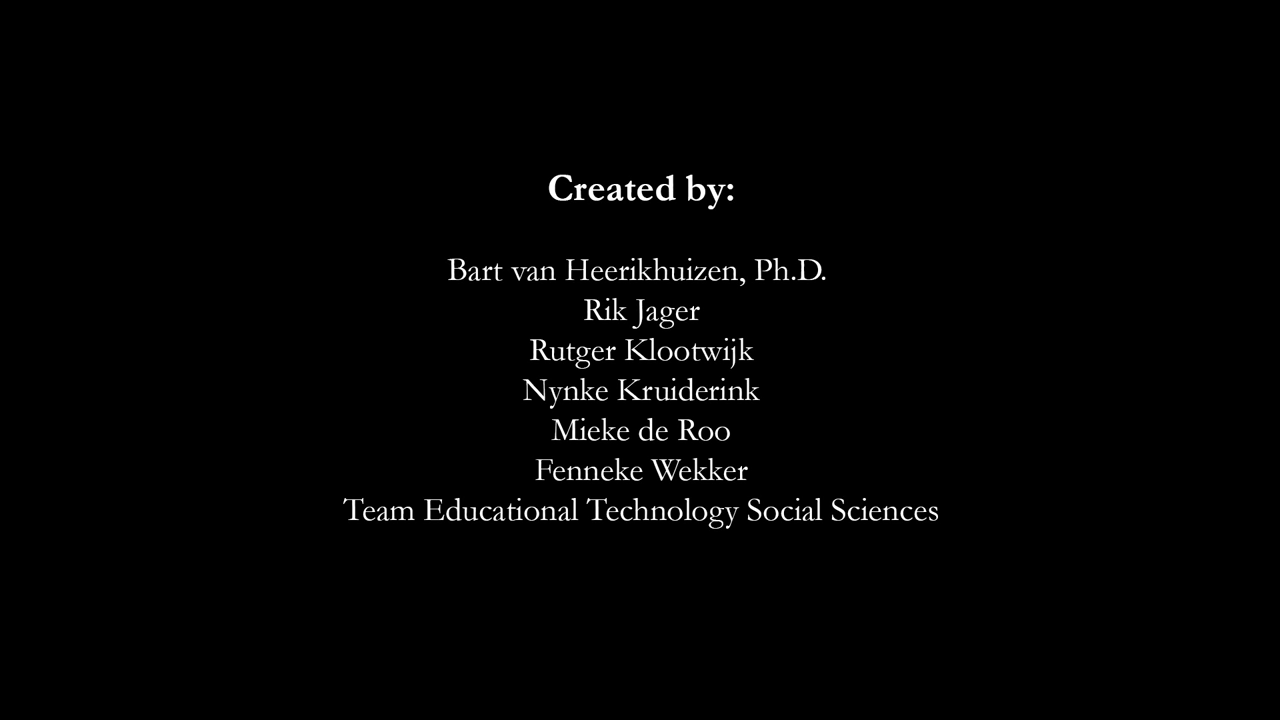 Created by:
Bart van Heerikhuizen, Ph.D.
Rik Jager
Rutger Klootwijk
Nynke Kruiderink
Mieke de Roo
Fenneke Wekker
Team Educational Technology Social Sciences